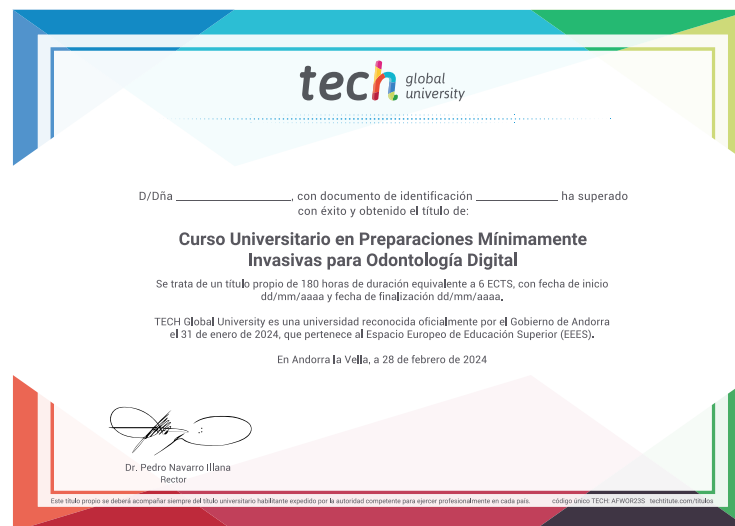 tech global university
D/Dña ____________________, con documento de identificación ______________ ha superado
con éxito y obtenido el título de:
Curso Universitario en Preparaciones Mínimamente
Invasivas para Odontología Digital
Se trata de un título propio de 180 horas de duración equivalente a 6 ECTS, con fecha de inicio
dd/mm/aaaa y fecha de finalización dd/mm/aaaa.
TECH Global University es una universidad reconocida oficialmente por el Gobierno de Andorra
el 31 de enero de 2024, que pertenece al Espacio Europeo de Educación Superior (EEES).
En Andorra la Vella, a 28 de febrero de 2024
Dr. Pedro Navarro Illana
Rector
Este título propio se deberá acompañar siempre del título universitario habilitante expedido por la autoridad competente para ejercer profesionalmente en cada país. código único TECH: AFWOR23S techtitute.com/titulos